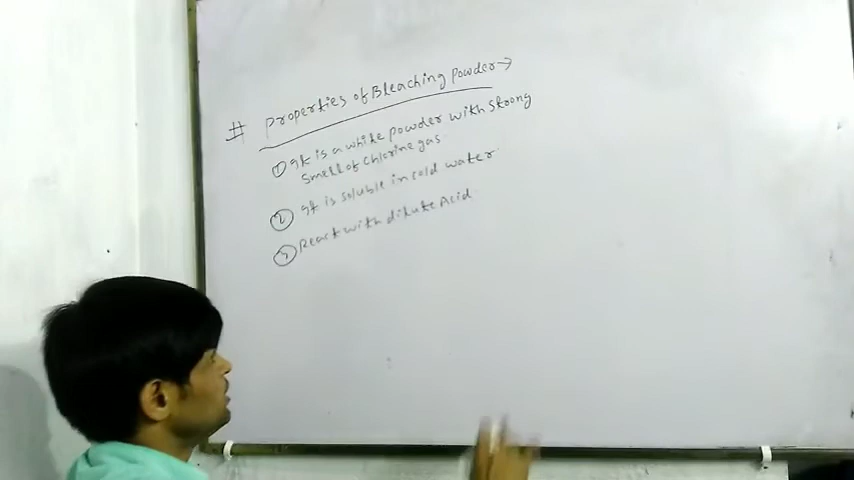 # Properties of Bleaching Powder →
① It is a white powder with strong
smell of chlorine gas.
② It is soluble in cold water.
③ React with dilute Acid.